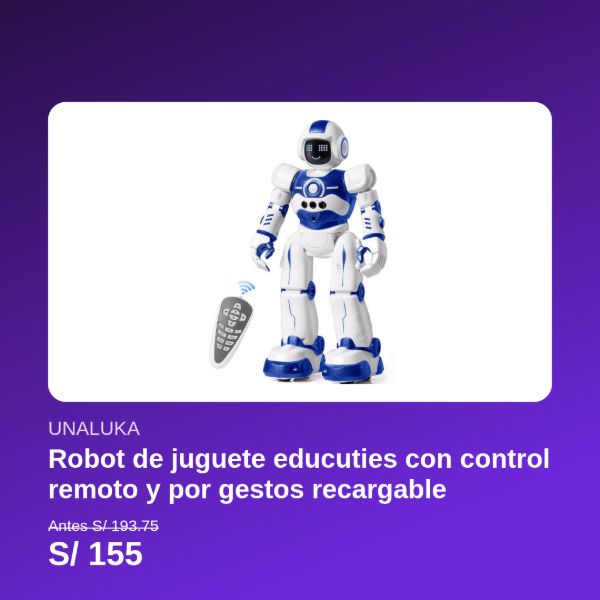 UNALUKA
Robot de juguete educuties con control
remoto y por gestos recargable
Antes S/ 193.75
S/ 155